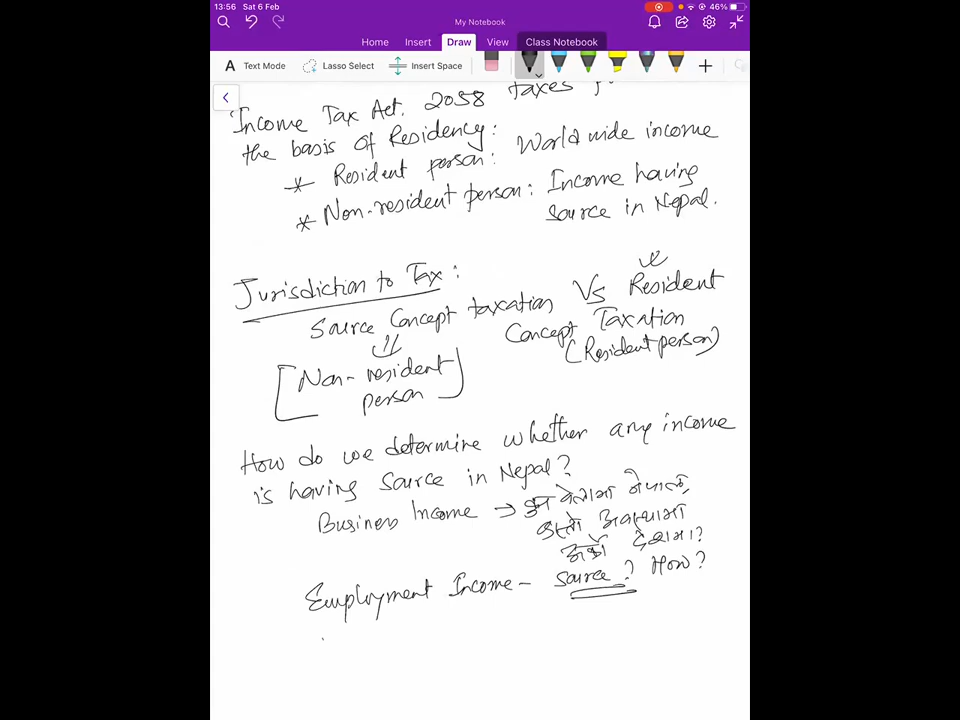 13:56 Sat 6 Feb
46%
My Notebook
Home Insert Draw View Class Notebook
Text Mode Lasso Select Insert Space
Income Tax Act. 2058 taxes
the basis of Residency:
* Resident person: Worldwide income
* Non-resident person: Income having
source in Nepal.
Jurisdiction to Tax:
Source Concept taxation Vs Resident
Concept Taxation
(Resident person)
[Non-resident
person]
How do we determine whether any income
is having source in Nepal?
Business Income →
कस्तो अवस्थामा
Employment Income - Source? How?